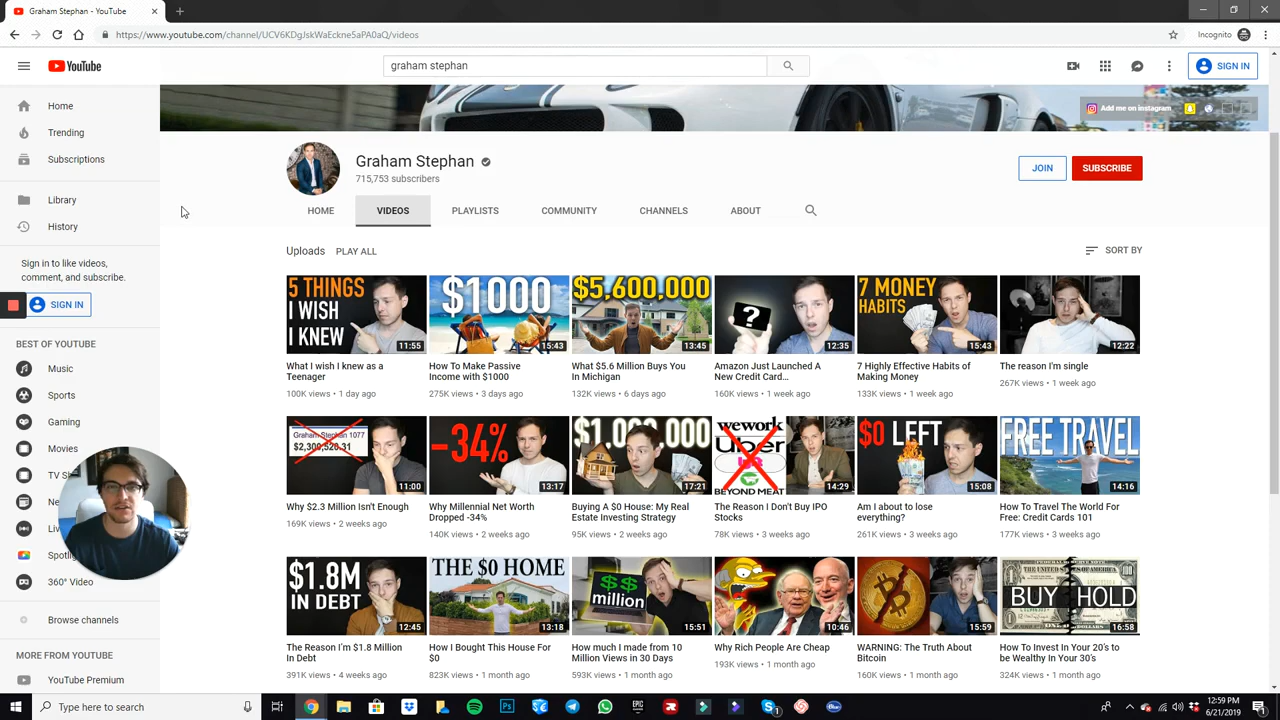 Graham Stephan - YouTube
https://www.youtube.com/channel/UCV6KDgJskWaEckne5aPA0aQ/videos
Incognito
YouTube
graham stephan
SIGN IN
Home
Trending
Subscriptions
Library
History
Sign in to like videos,
comment, and subscribe.
SIGN IN
BEST OF YOUTUBE
Music
Sports
Gaming
Movies
TV Sh
Ne
Liv
Spotli
360° Video
Browse channels
MORE FROM YOUTUBE
YouTube Premium
Add me on instagram
Graham Stephan
715,753 subscribers
JOIN
SUBSCRIBE
HOME VIDEOS PLAYLISTS COMMUNITY CHANNELS ABOUT
Uploads PLAY ALL
SORT BY
5 THINGS
I WISH
I KNEW
11:55
What I wish I knew as a
Teenager
100K views • 1 day ago
$1000
15:43
How To Make Passive
Income with $1000
275K views • 3 days ago
$5,600,000
13:45
What $5.6 Million Buys You
In Michigan
132K views • 6 days ago
?
12:35
Amazon Just Launched A
New Credit Card...
160K views • 1 week ago
7 MONEY
HABITS
15:43
7 Highly Effective Habits of
Making Money
133K views • 1 week ago
12:22
The reason I'm single
267K views • 1 week ago
Graham Stephan 1077
$2,300,520.31
11:00
Why $2.3 Million Isn't Enough
169K views • 2 weeks ago
-34%
13:17
Why Millennial Net Worth
Dropped -34%
140K views • 2 weeks ago
17:21
Buying A $0 House: My Real
Estate Investing Strategy
95K views • 2 weeks ago
wework
Uber
BEYOND MEAT
14:29
The Reason I Don't Buy IPO
Stocks
78K views • 3 weeks ago
$0 LEFT
15:08
Am I about to lose
everything?
261K views • 3 weeks ago
FREE TRAVEL
14:16
How To Travel The World For
Free: Credit Cards 101
177K views • 3 weeks ago
$1.8M
IN DEBT
12:45
The Reason I'm $1.8 Million
In Debt
391K views • 4 weeks ago
THE $0 HOME
13:18
How I Bought This House For
$0
823K views • 1 month ago
$$
million
15:51
How much I made from 10
Million Views in 30 Days
593K views • 1 month ago
10:46
Why Rich People Are Cheap
193K views • 1 month ago
15:59
WARNING: The Truth About
Bitcoin
160K views • 1 month ago
BUY HOLD
16:58
How To Invest In Your 20's to
be Wealthy In Your 30's
324K views • 1 month ago
Type here to search
EPIC
12:59 PM
6/21/2019